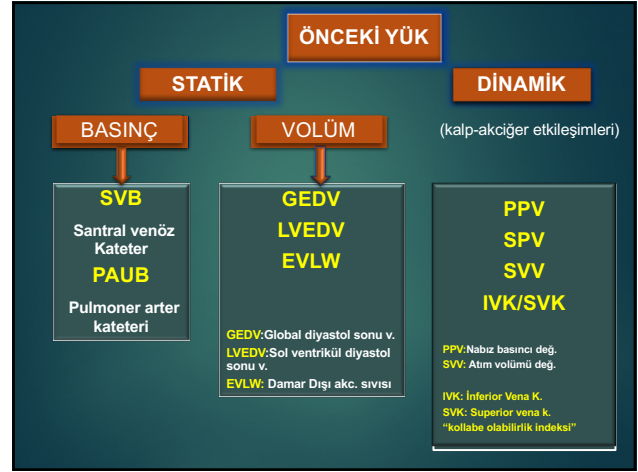 ÖNCEKİ YÜK
STATİK
DİNAMİK
BASINÇ
VOLÜM
(kalp-akciğer etkileşimleri)
SVB
Santral venöz
Kateter
PAUB
Pulmoner arter
kateteri
GEDV
LVEDV
EVLW
GEDV:Global diyastol sonu v.
LVEDV:Sol ventrikül diyastol
sonu v.
EVLW: Damar Dışı akc. sıvısı
PPV
SPV
SVV
IVK/SVK
PPV:Nabız basıncı değ.
SVV: Atım volümü değ.
IVK: İnferior Vena K.
SVK: Superior vena k.
“kollabe olabilirlik indeksi”